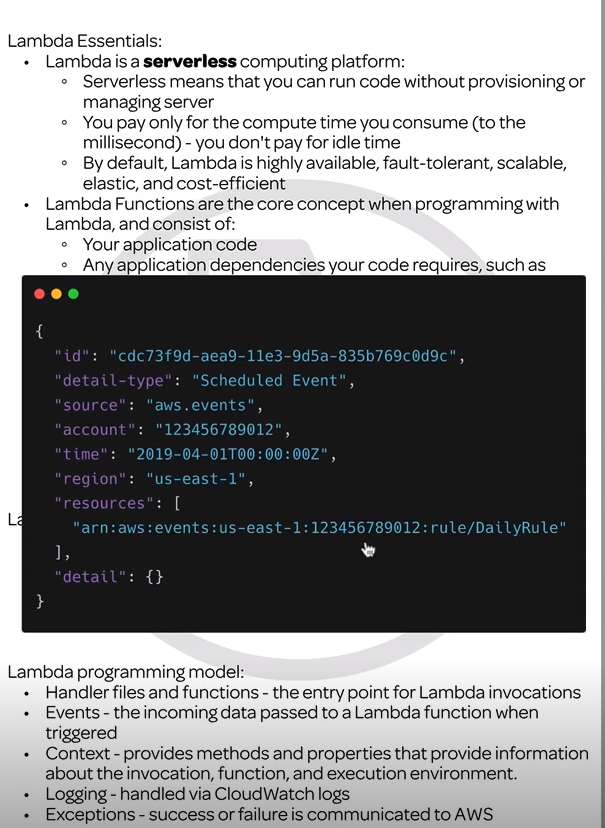 Lambda Essentials:
• Lambda is a serverless computing platform:
◦ Serverless means that you can run code without provisioning or
managing server
◦ You pay only for the compute time you consume (to the
millisecond) - you don't pay for idle time
◦ By default, Lambda is highly available, fault-tolerant, scalable,
elastic, and cost-efficient
• Lambda Functions are the core concept when programming with
Lambda, and consist of:
◦ Your application code
◦ Any application dependencies your code requires, such as
{
"id": "cdc73f9d-aea9-11e3-9d5a-835b769c0d9c",
"detail-type": "Scheduled Event",
"source": "aws.events",
"account": "123456789012",
"time": "2019-04-01T00:00:00Z",
"region": "us-east-1",
"resources": [
"arn:aws:events:us-east-1:123456789012:rule/DailyRule"
],
"detail": {}
}
Lambda programming model:
• Handler files and functions - the entry point for Lambda invocations
• Events - the incoming data passed to a Lambda function when
triggered
• Context - provides methods and properties that provide information
about the invocation, function, and execution environment.
• Logging - handled via CloudWatch logs
• Exceptions - success or failure is communicated to AWS